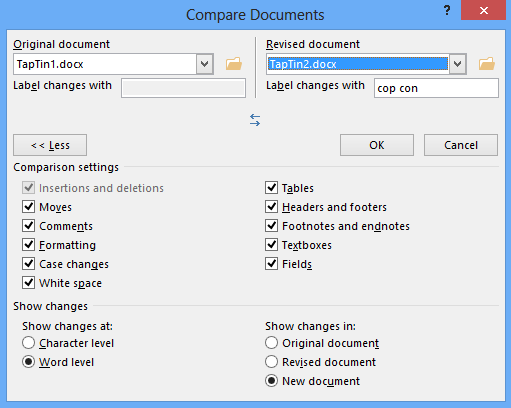 Compare Documents
?
Original document
Revised document
TapTin1.docx
TapTin2.docx
Label changes with
Label changes with cop con
<< Less
OK
Cancel
Comparison settings
Insertions and deletions
Tables
Moves
Headers and footers
Comments
Footnotes and endnotes
Formatting
Textboxes
Case changes
Fields
White space
Show changes
Show changes at:
Show changes in:
Character level
Original document
Word level
Revised document
New document